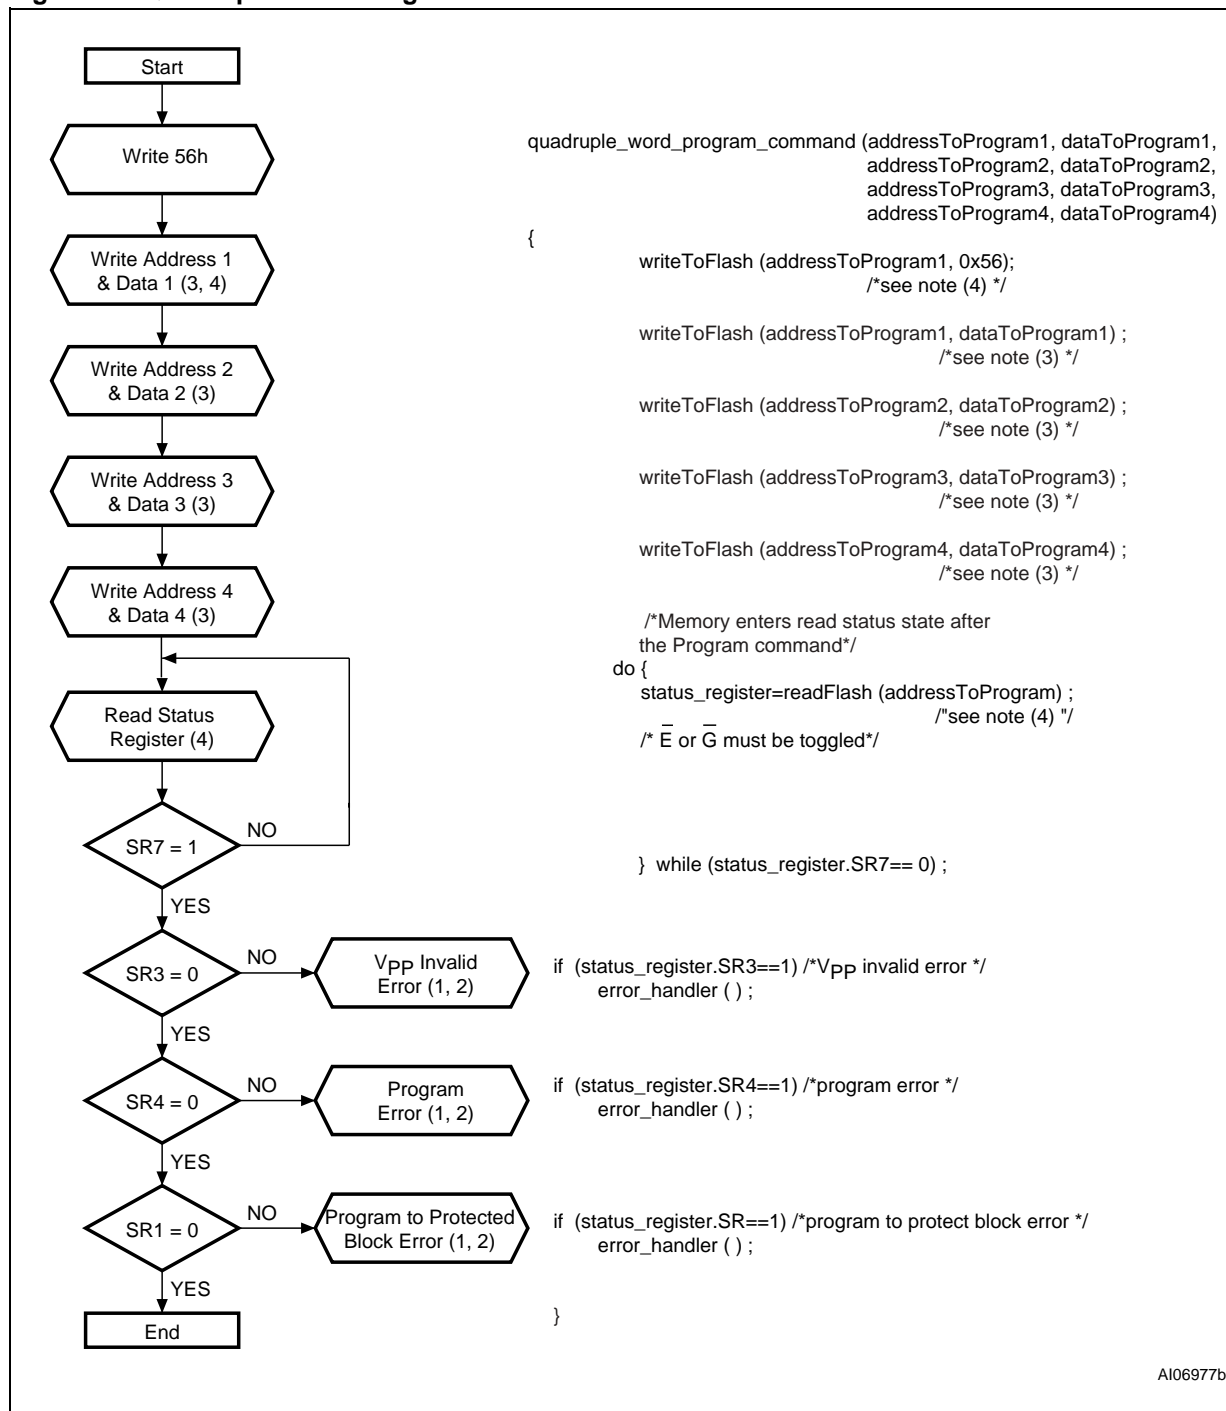 Start
Write 56h
Write Address 1
& Data 1 (3, 4)
Write Address 2
& Data 2 (3)
Write Address 3
& Data 3 (3)
Write Address 4
& Data 4 (3)
Read Status
Register (4)
SR7 = 1
NO
YES
SR3 = 0
NO
VPP Invalid
Error (1, 2)
YES
SR4 = 0
NO
Program
Error (1, 2)
YES
SR1 = 0
NO
Program to Protected
Block Error (1, 2)
YES
End
quadruple_word_program_command (addressToProgram1, dataToProgram1,
addressToProgram2, dataToProgram2,
addressToProgram3, dataToProgram3,
addressToProgram4, dataToProgram4)
{
writeToFlash (addressToProgram1, 0x56);
/*see note (4) */
writeToFlash (addressToProgram1, dataToProgram1) ;
/*see note (3) */
writeToFlash (addressToProgram2, dataToProgram2) ;
/*see note (3) */
writeToFlash (addressToProgram3, dataToProgram3) ;
/*see note (3) */
writeToFlash (addressToProgram4, dataToProgram4) ;
/*see note (3) */
/*Memory enters read status state after
the Program command*/
do {
status_register=readFlash (addressToProgram) ;
/"see note (4) "/
/* E̅ or G̅ must be toggled*/
} while (status_register.SR7== 0) ;
if (status_register.SR3==1) /*VPP invalid error */
error_handler ( ) ;
if (status_register.SR4==1) /*program error */
error_handler ( ) ;
if (status_register.SR==1) /*program to protect block error */
error_handler ( ) ;
}
AI06977b